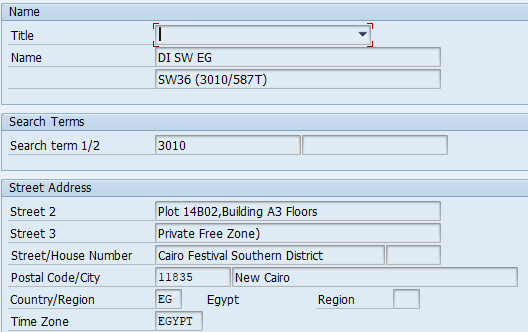 Name
Title
Name DI SW EG
SW36 (3010/587T)
Search Terms
Search term 1/2 3010
Street Address
Street 2 Plot 14B02,Building A3 Floors
Street 3 Private Free Zone)
Street/House Number Cairo Festival Southern District
Postal Code/City 11835 New Cairo
Country/Region EG Egypt Region
Time Zone EGYPT